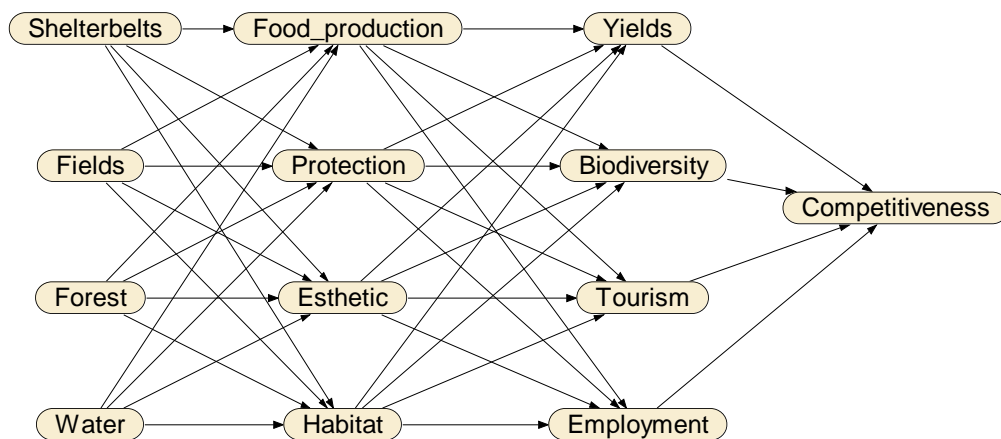 Shelterbelts
Food_production
Yields
Fields
Protection
Biodiversity
Competitiveness
Forest
Esthetic
Tourism
Water
Habitat
Employment